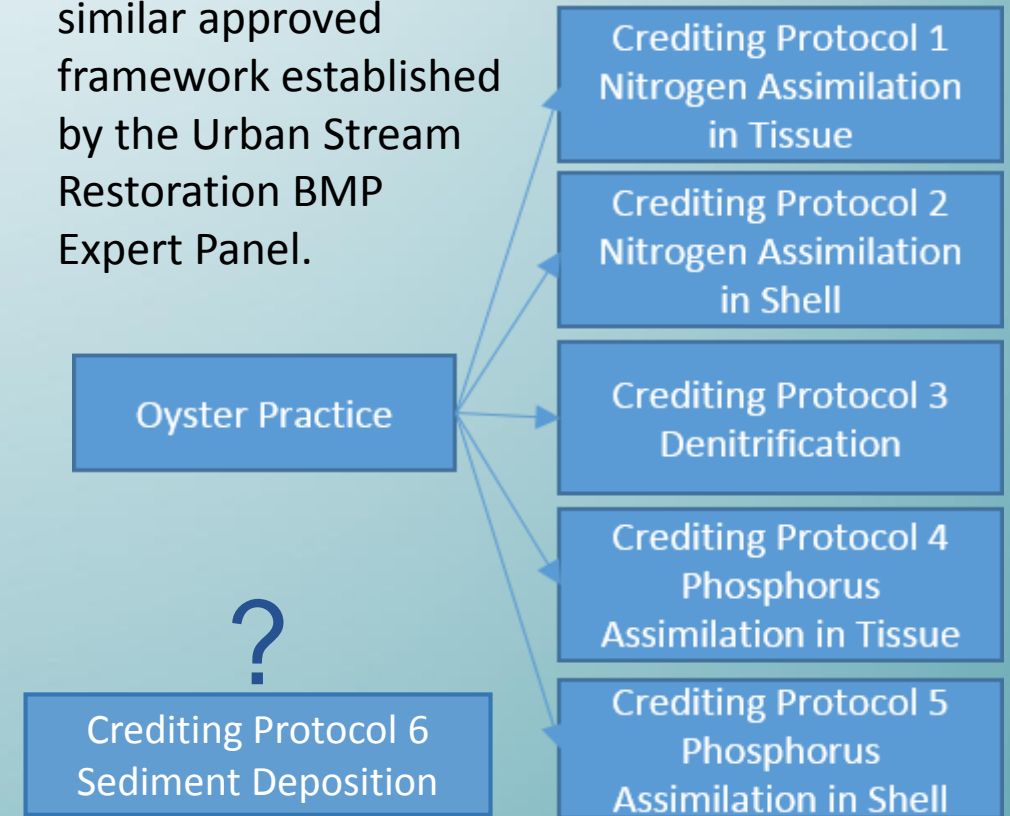 similar approved
framework established
by the Urban Stream
Restoration BMP
Expert Panel.
Oyster Practice
?
Crediting Protocol 6
Sediment Deposition
Crediting Protocol 1
Nitrogen Assimilation
in Tissue
Crediting Protocol 2
Nitrogen Assimilation
in Shell
Crediting Protocol 3
Denitrification
Crediting Protocol 4
Phosphorus
Assimilation in Tissue
Crediting Protocol 5
Phosphorus
Assimilation in Shell